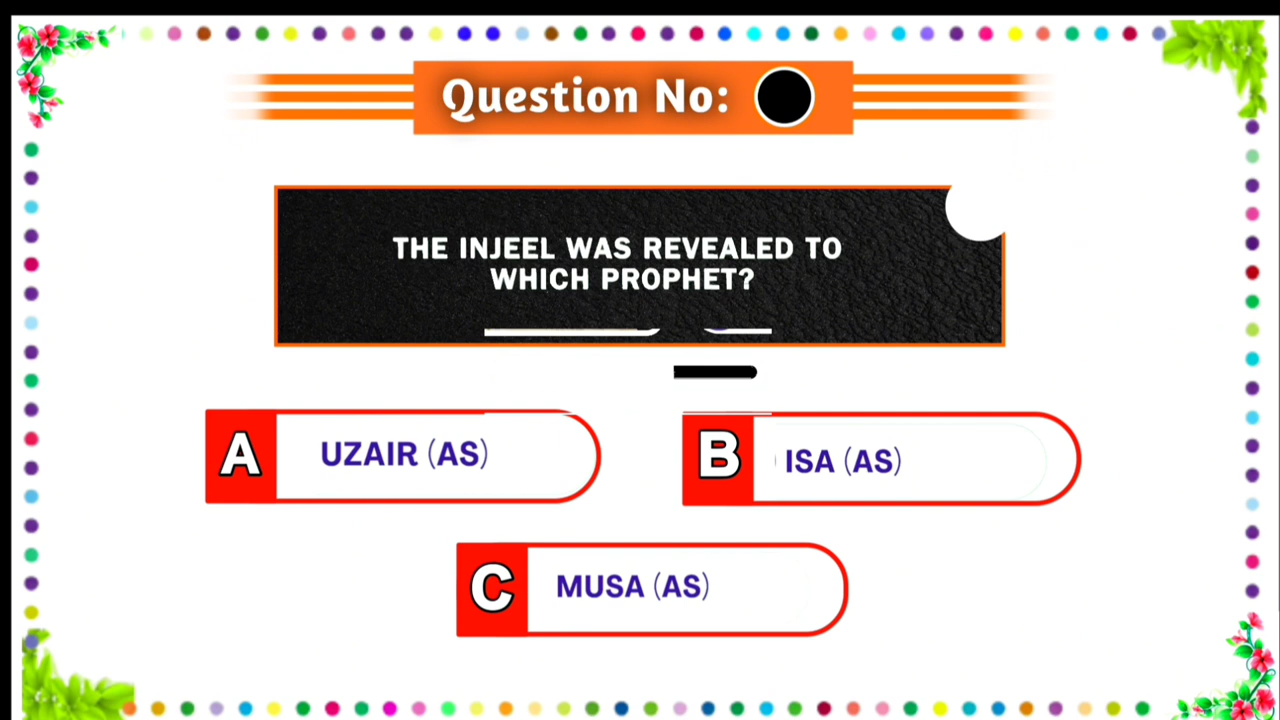 Question No:
THE INJEEL WAS REVEALED TO
WHICH PROPHET?
A UZAIR (AS)
B ISA (AS)
C MUSA (AS)